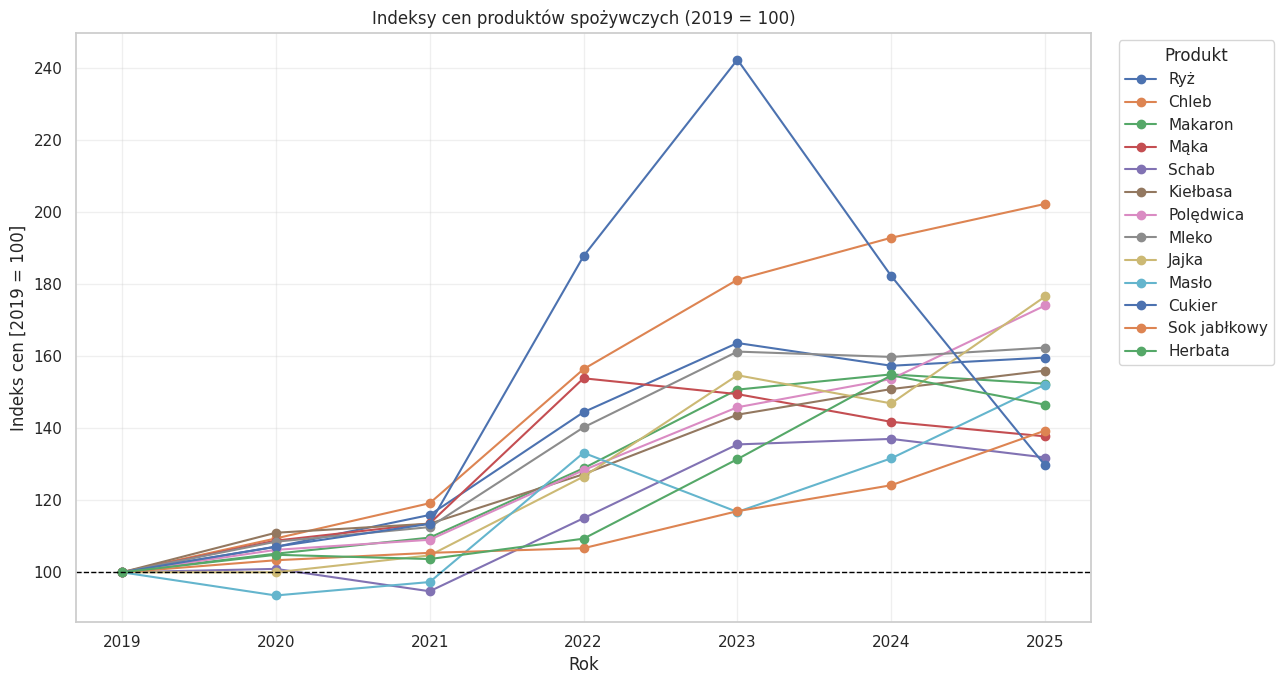 Indeksy cen produktów spożywczych (2019 = 100)
Indeks cen [2019 = 100]
240
220
200
180
160
140
120
100
2019 2020 2021 2022 2023 2024 2025
Rok
Produkt
Ryż
Chleb
Makaron
Mąka
Schab
Kiełbasa
Polędwica
Mleko
Jajka
Masło
Cukier
Sok jabłkowy
Herbata